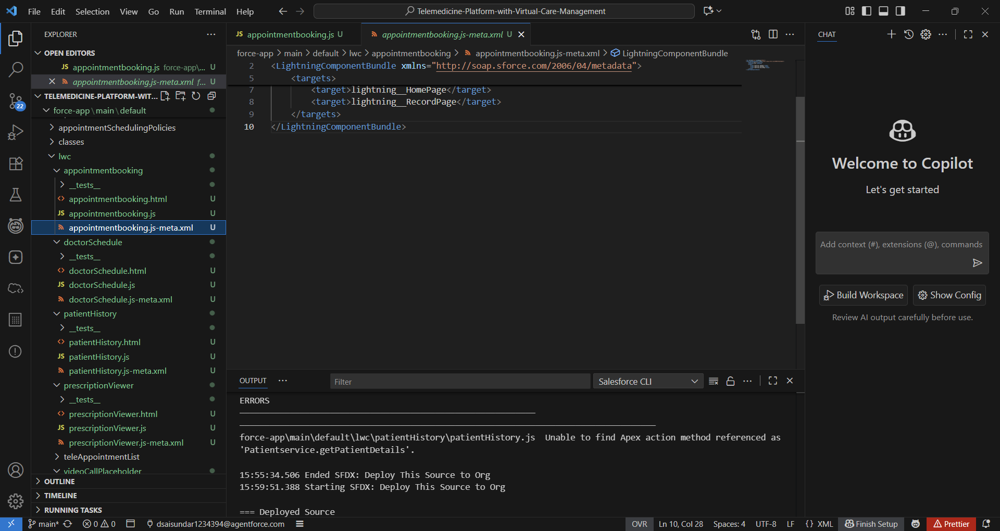 File Edit Selection View Go Run Terminal Help
Telemedicine-Platform-with-Virtual-Care-Management
EXPLORER
OPEN EDITORS
JS appointmentbooking.js force-app\... U
appointmentbooking.js-meta.xml f... U
TELEMEDICINE-PLATFORM-WIT...
force-app\main\default
appointmentSchedulingPolicies
classes
lwc
appointmentbooking
__tests__
appointmentbooking.html U
JS appointmentbooking.js U
appointmentbooking.js-meta.xml U
doctorSchedule
__tests__
doctorSchedule.html U
JS doctorSchedule.js U
doctorSchedule.js-meta.xml U
patientHistory
__tests__
patientHistory.html U
JS patientHistory.js U
patientHistory.js-meta.xml U
prescriptionViewer
__tests__
prescriptionViewer.html U
JS prescriptionViewer.js U
prescriptionViewer.js-meta.xml U
teleAppointmentList
videoCallPlaceholder
OUTLINE
TIMELINE
RUNNING TASKS
22
JS appointmentbooking.js U
appointmentbooking.js-meta.xml U
force-app > main > default > lwc > appointmentbooking > appointmentbooking.js-meta.xml > LightningComponentBundle
2 <LightningComponentBundle xmlns="http://soap.sforce.com/2006/04/metadata">
5 <targets>
7 <target>lightning__HomePage</target>
8 <target>lightning__RecordPage</target>
9 </targets>
10 </LightningComponentBundle>
OUTPUT
Filter
Salesforce CLI
ERRORS
force-app\main\default\lwc\patientHistory\patientHistory.js Unable to find Apex action method referenced as
'Patientservice.getPatientDetails'.
15:55:34.506 Ended SFDX: Deploy This Source to Org
15:59:51.388 Starting SFDX: Deploy This Source to Org
=== Deployed Source
CHAT
Welcome to Copilot
Let's get started
Add context (#), extensions (@), commands
Build Workspace
Show Config
Review AI output carefully before use.
main* 0 0 dsaisundar1234394@agentforce.com OVR Ln 10, Col 28 Spaces: 4 UTF-8 LF {} XML Finish Setup Prettier